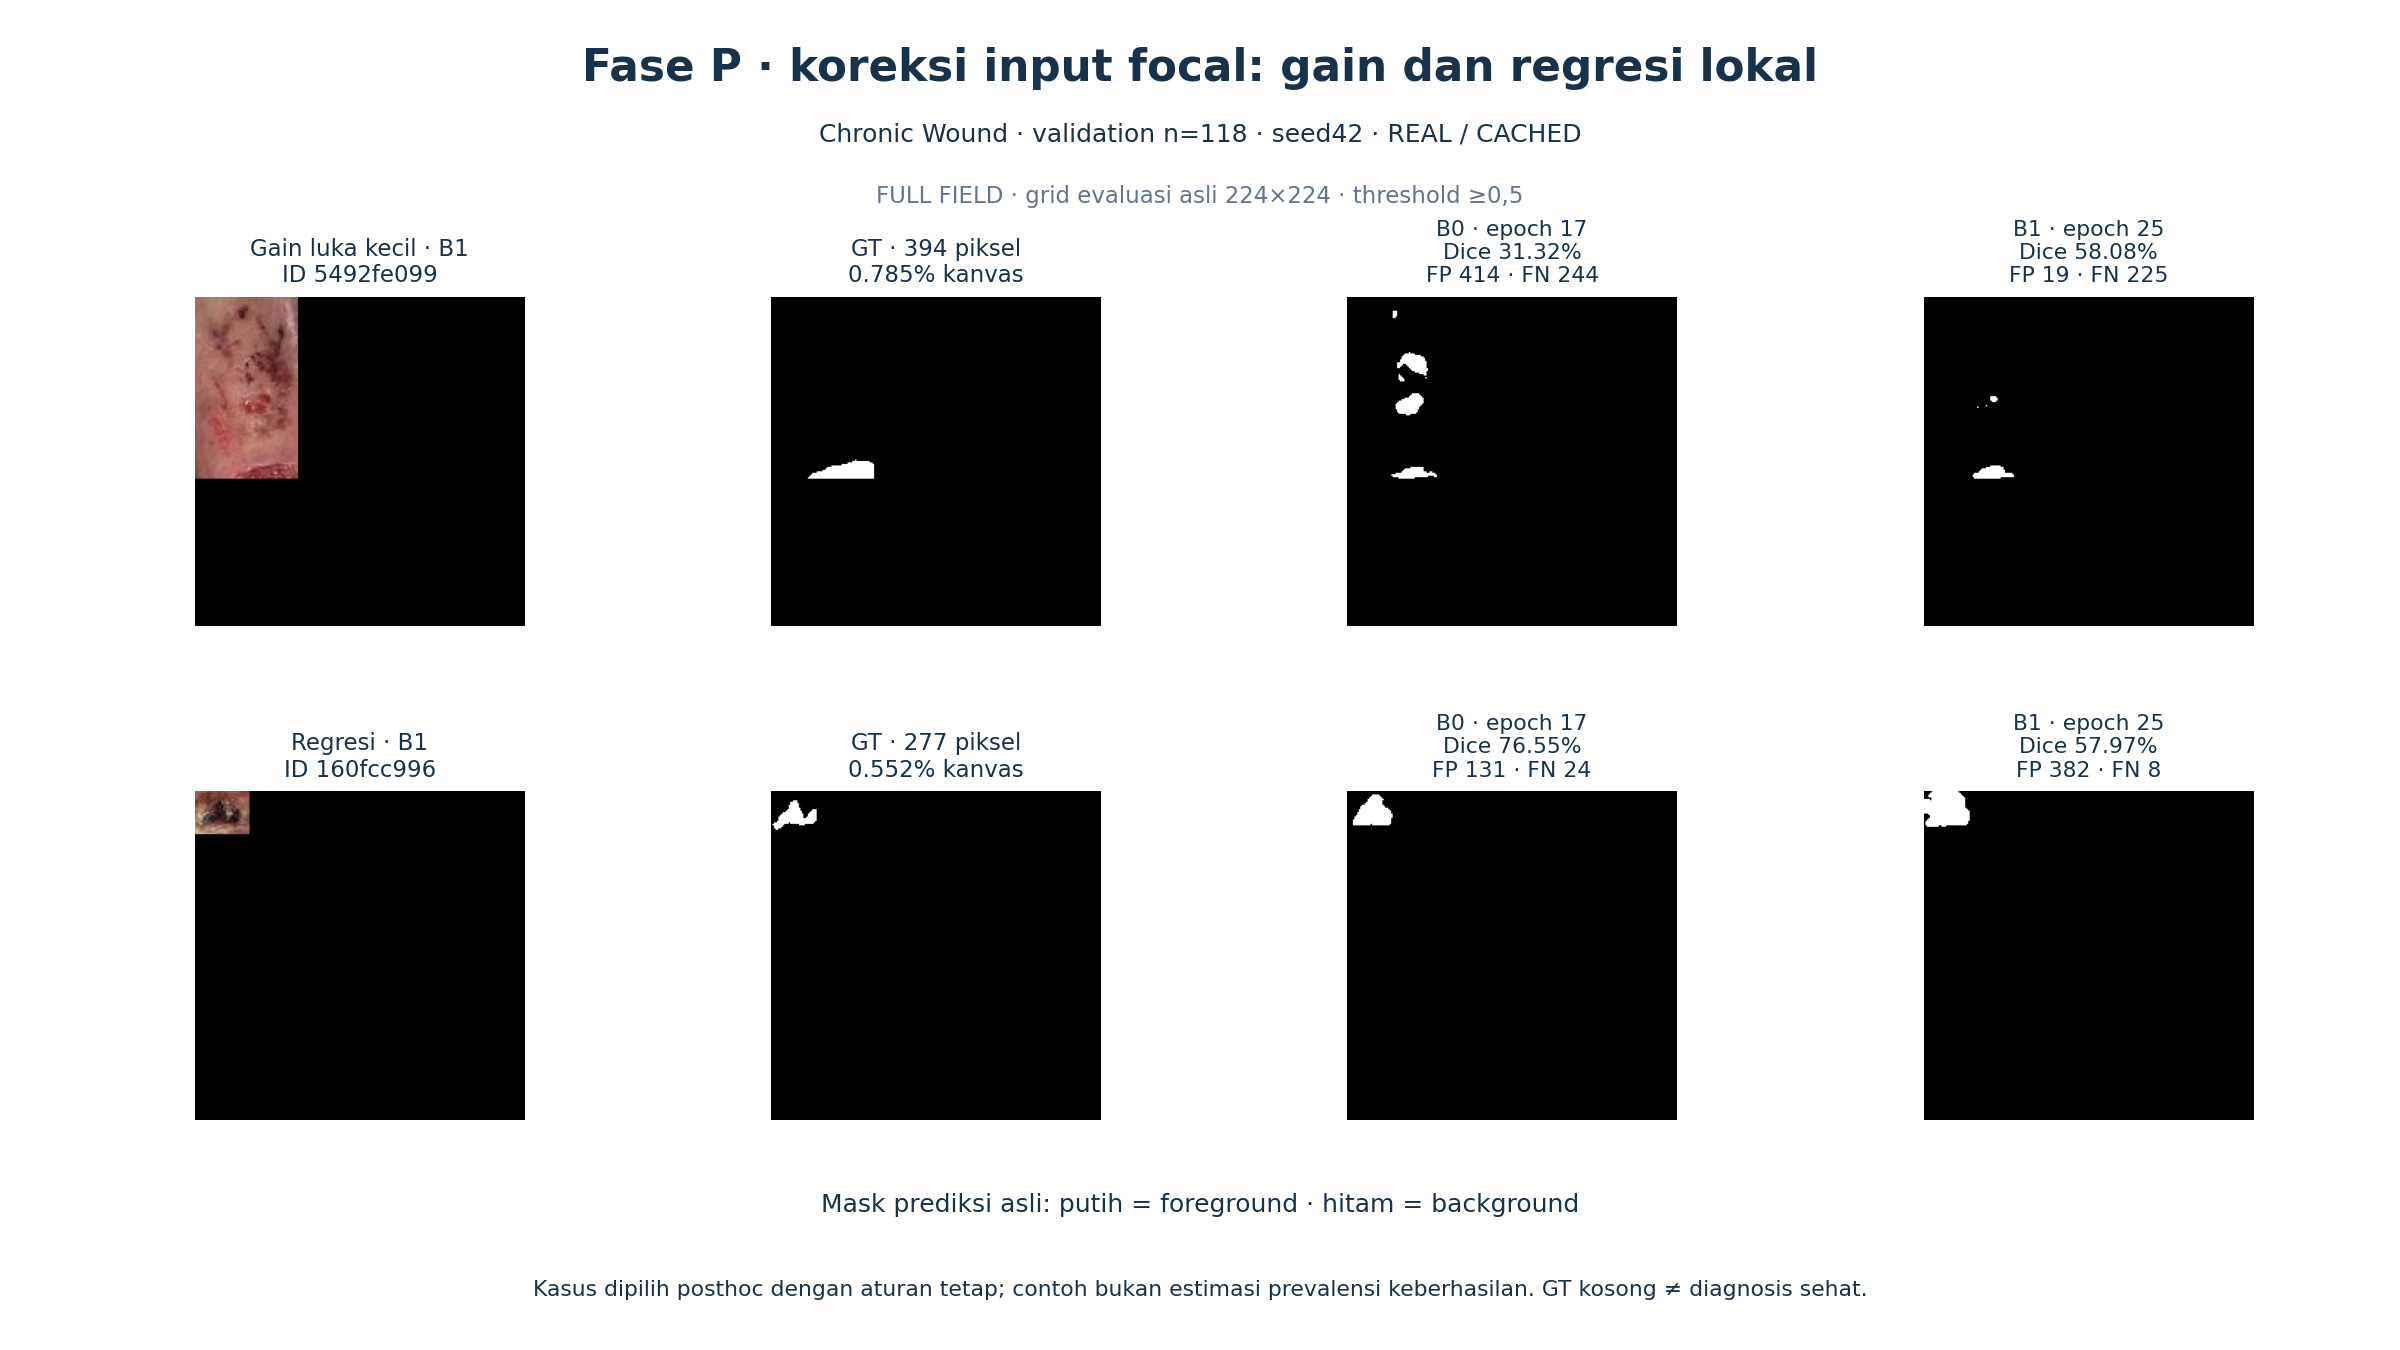 Fase P · koreksi input focal: gain dan regresi lokal
Chronic Wound · validation n=118 · seed42 · REAL / CACHED
FULL FIELD · grid evaluasi asli 224×224 · threshold ≥0,5
Gain luka kecil · B1
ID 5492fe099
GT · 394 piksel
0.785% kanvas
B0 · epoch 17
Dice 31.32%
FP 414 · FN 244
B1 · epoch 25
Dice 58.08%
FP 19 · FN 225
Regresi · B1
ID 160fcc996
GT · 277 piksel
0.552% kanvas
B0 · epoch 17
Dice 76.55%
FP 131 · FN 24
B1 · epoch 25
Dice 57.97%
FP 382 · FN 8
Mask prediksi asli: putih = foreground · hitam = background
Kasus dipilih posthoc dengan aturan tetap; contoh bukan estimasi prevalensi keberhasilan. GT kosong ≠ diagnosis sehat.